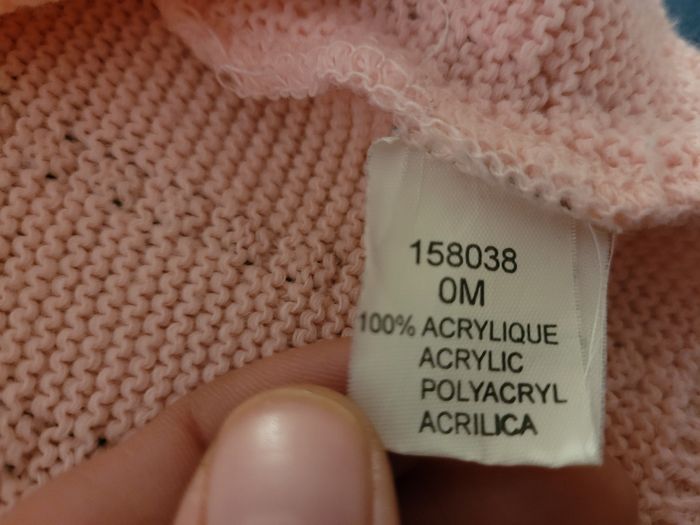 158038
0M
100% ACRYLIQUE
ACRYLIC
POLYACRYL
ACRILICA